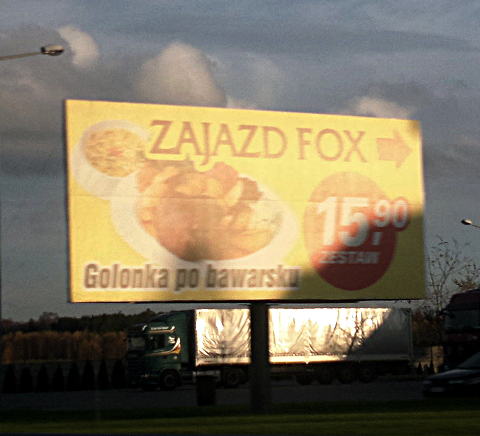 ZAJAZD FOX
15,90
ZESTAW
Golonka po bawarsku